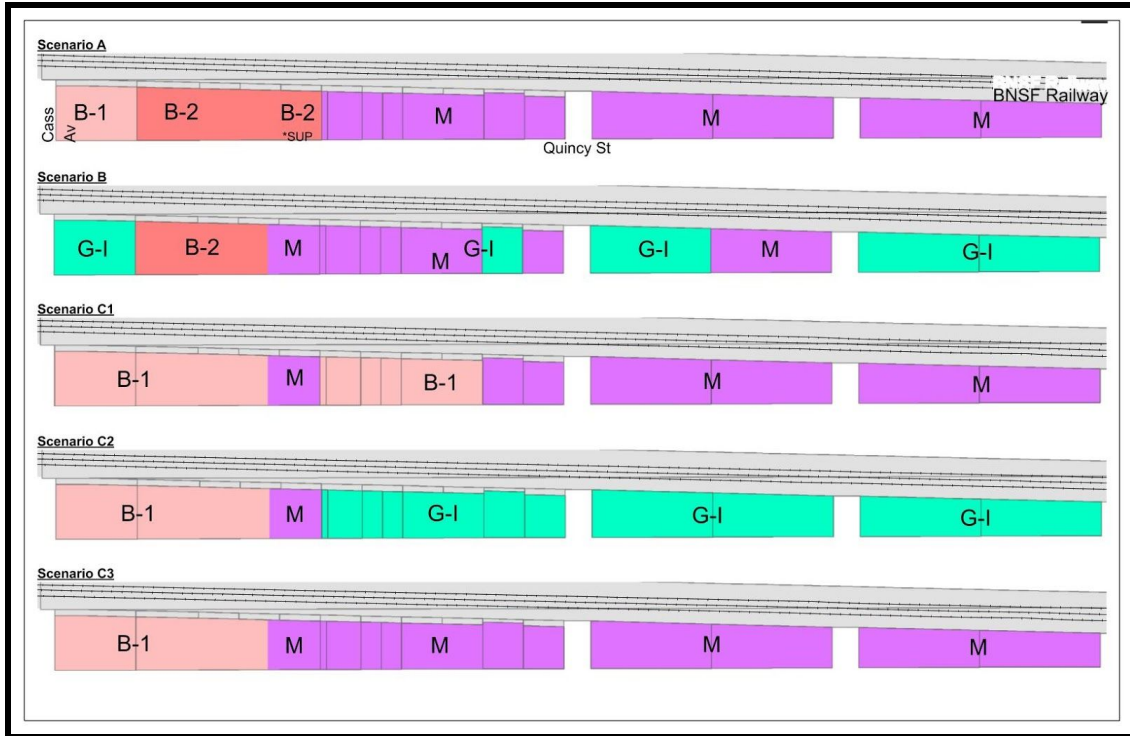 Scenario A
BNSF Railway
Cass
Av
B-1
B-2
B-2
*SUP
M
M
M
Quincy St
Scenario B
G-I
B-2
M
M
G-I
G-I
M
G-I
Scenario C1
B-1
M
B-1
M
M
Scenario C2
B-1
M
G-I
G-I
G-I
Scenario C3
B-1
M
M
M
M